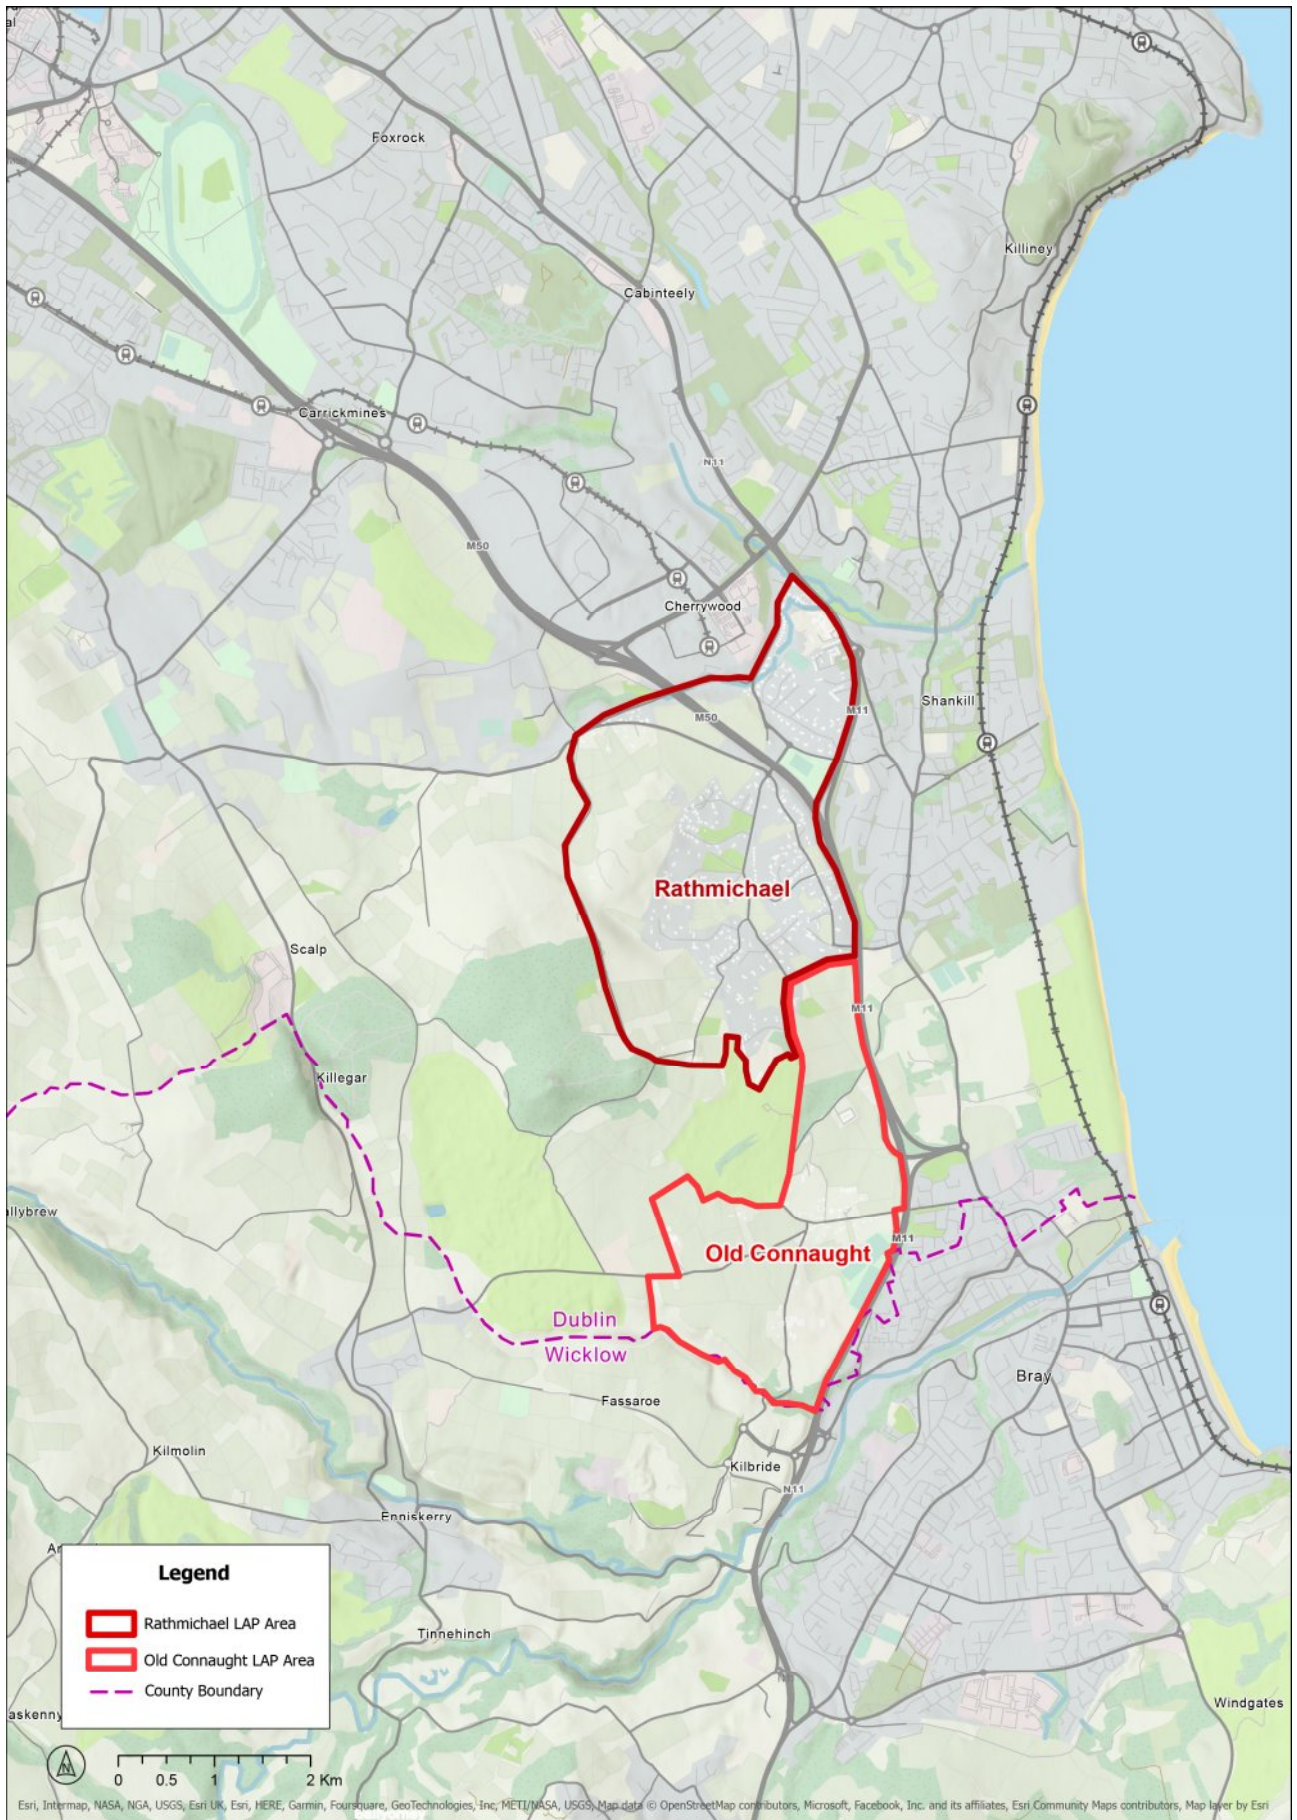 al
Foxrock
Killiney
Cabinteely
Carrickmines
N11
M50
Cherrywood
Shankill
M50
M11
Rathmichael
Scalp
M11
Killegar
allybrew
M11
Old Connaught
Dublin
Wicklow
Bray
Fassaroe
Kilmolin
Kilbride
N11
Enniskerry
Legend
Rathmichael LAP Area
Old Connaught LAP Area
County Boundary
Tinnehinch
Windgates
askenny
N
0 0.5 1 2 Km
Esri, Intermap, NASA, NGA, USGS, Esri UK, Esri, HERE, Garmin, Foursquare, GeoTechnologies, Inc, METI/NASA, USGS, Map data © OpenStreetMap contributors, Microsoft, Facebook, Inc. and its affiliates, Esri Community Maps contributors, Map layer by Esri